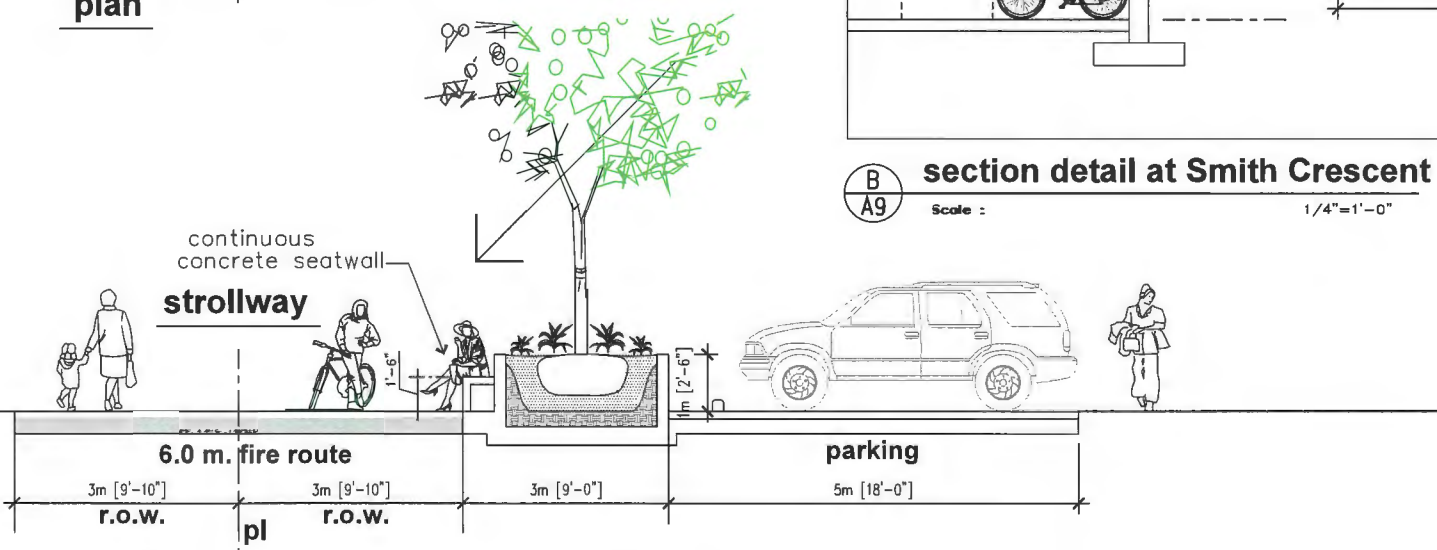 plan
B
A9
section detail at Smith Crescent
Scale :
1/4"=1'-0"
continuous
concrete seatwall
strollway
1'-6"
1m [2'-6"]
6.0 m. fire route
parking
3m [9'-10"]
3m [9'-10"]
3m [9'-0"]
5m [18'-0"]
r.o.w.
r.o.w.
pl